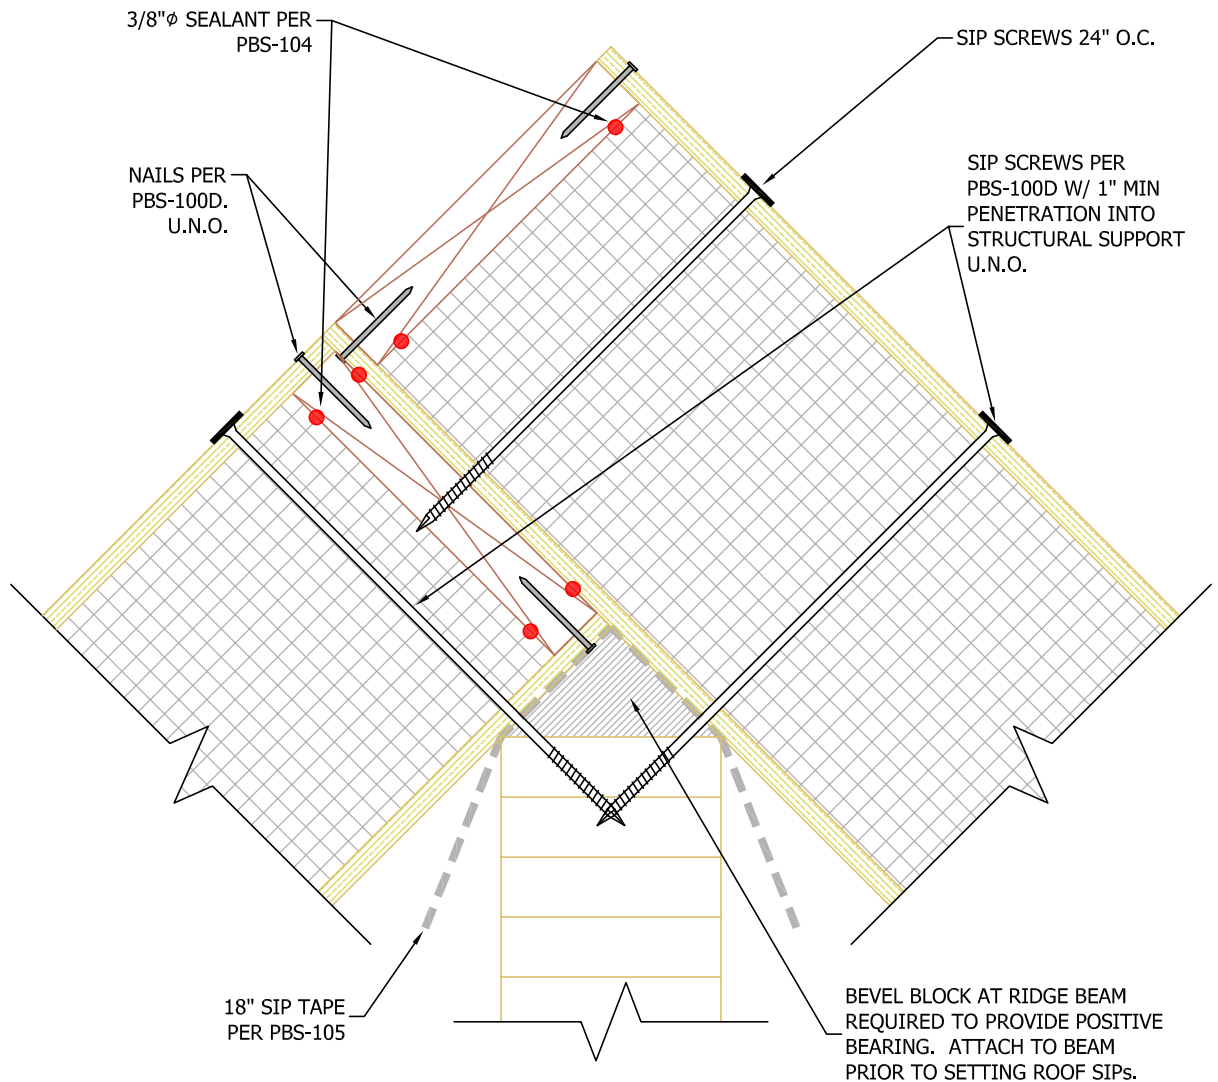 3/8"⌀ SEALANT PER
PBS-104
SIP SCREWS 24" O.C.
NAILS PER
PBS-100D.
U.N.O.
SIP SCREWS PER
PBS-100D W/ 1" MIN
PENETRATION INTO
STRUCTURAL SUPPORT
U.N.O.
18" SIP TAPE
PER PBS-105
BEVEL BLOCK AT RIDGE BEAM
REQUIRED TO PROVIDE POSITIVE
BEARING. ATTACH TO BEAM
PRIOR TO SETTING ROOF SIPs.